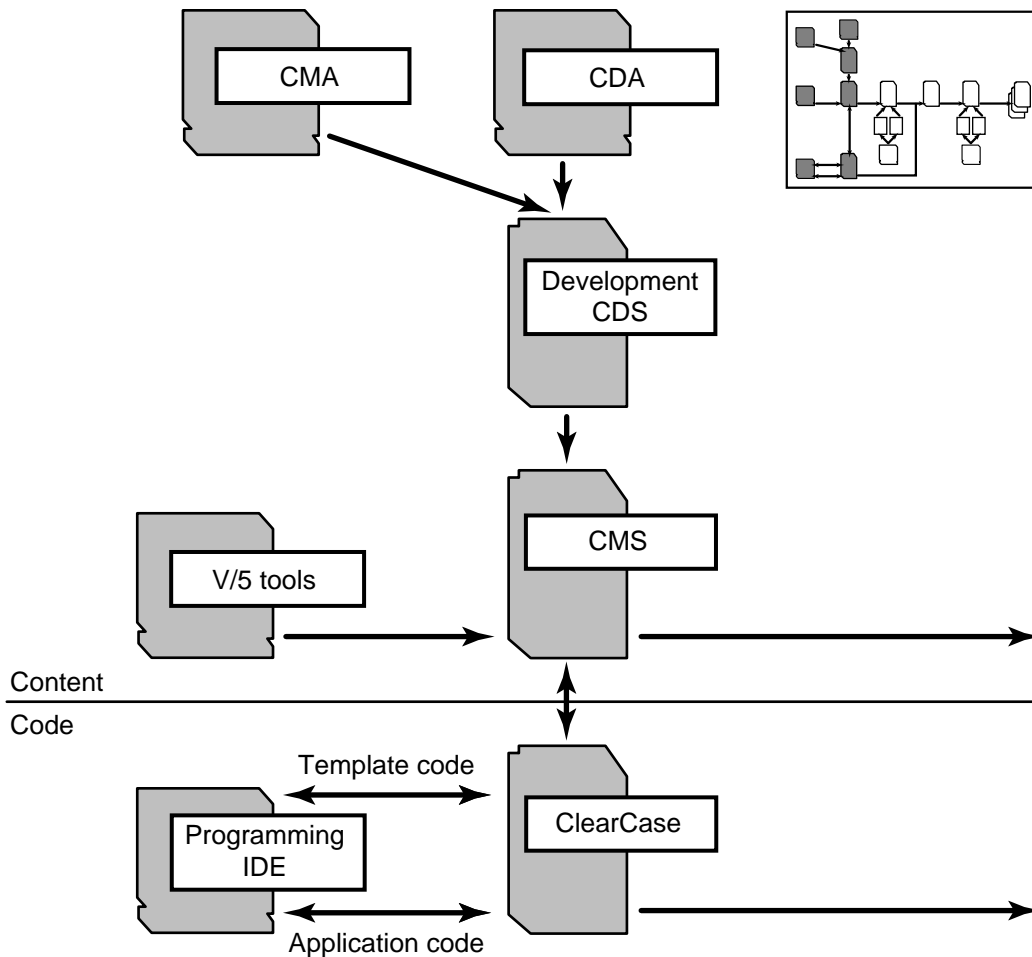 CMA
CDA
Development
CDS
CMS
V/5 tools
Content
Code
Template code
Programming
IDE
ClearCase
Application code